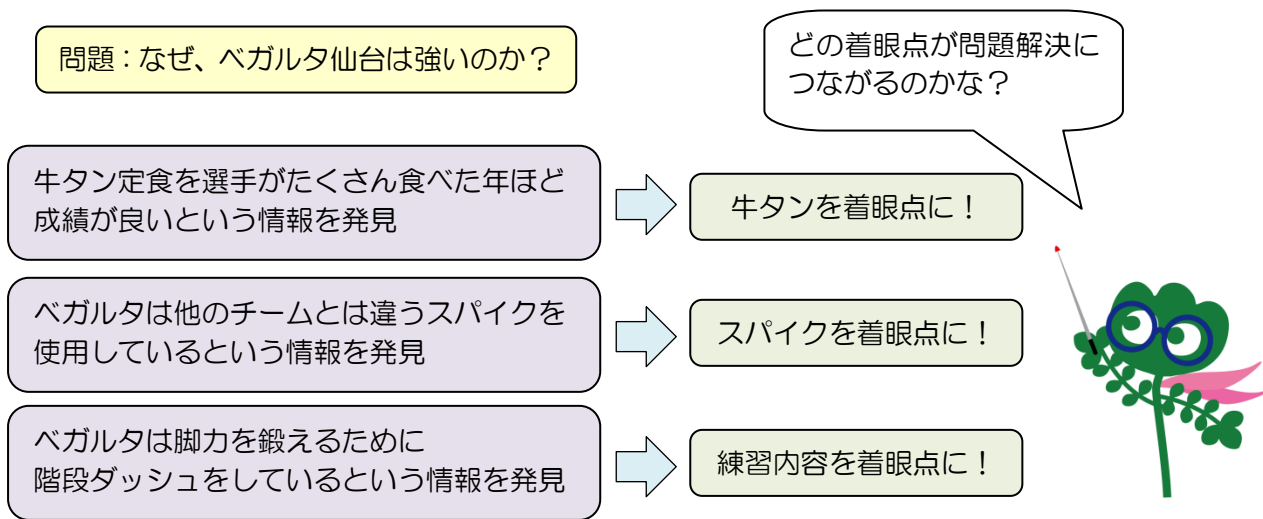 問題：なぜ、ベガルタ仙台は強いのか？
どの着眼点が問題解決に
つながるのかな？
牛タン定食を選手がたくさん食べた年ほど
成績が良いという情報を発見
牛タンを着眼点に！
ベガルタは他のチームとは違うスパイクを
使用しているという情報を発見
スパイクを着眼点に！
ベガルタは脚力を鍛えるために
階段ダッシュをしているという情報を発見
練習内容を着眼点に！